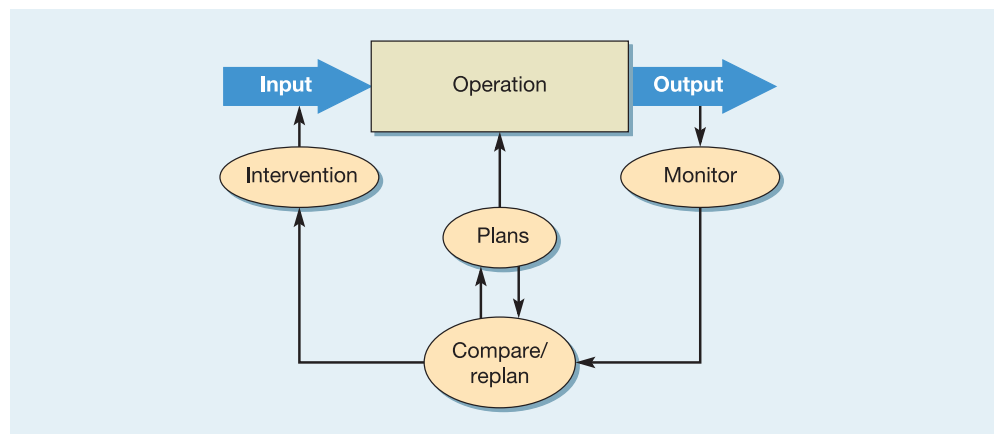 Input
Operation
Output
Intervention
Monitor
Plans
Compare/
replan